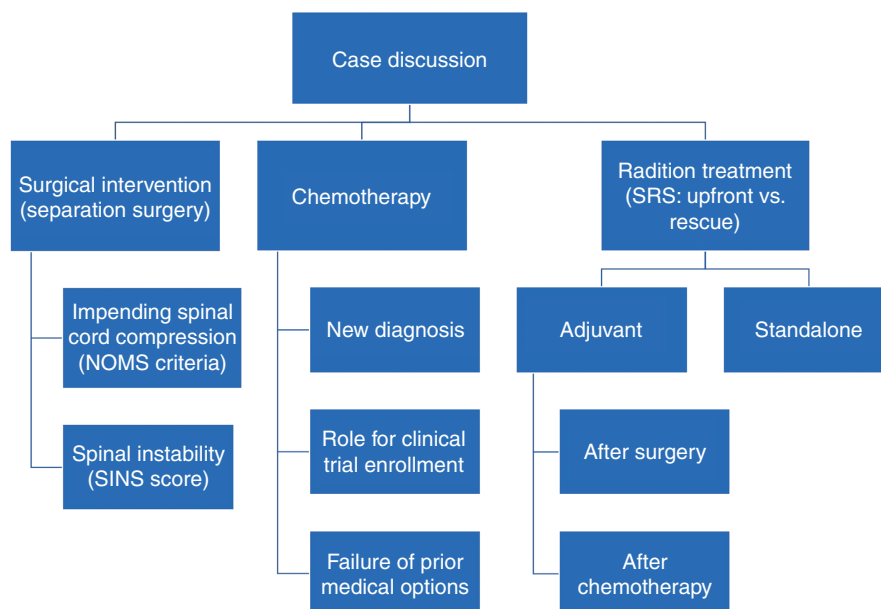 Case discussion
Surgical intervention
(separation surgery)
Chemotherapy
Radition treatment
(SRS: upfront vs.
rescue)
Impending spinal
cord compression
(NOMS criteria)
New diagnosis
Adjuvant
Standalone
Spinal instability
(SINS score)
Role for clinical
trial enrollment
After surgery
Failure of prior
medical options
After
chemotherapy